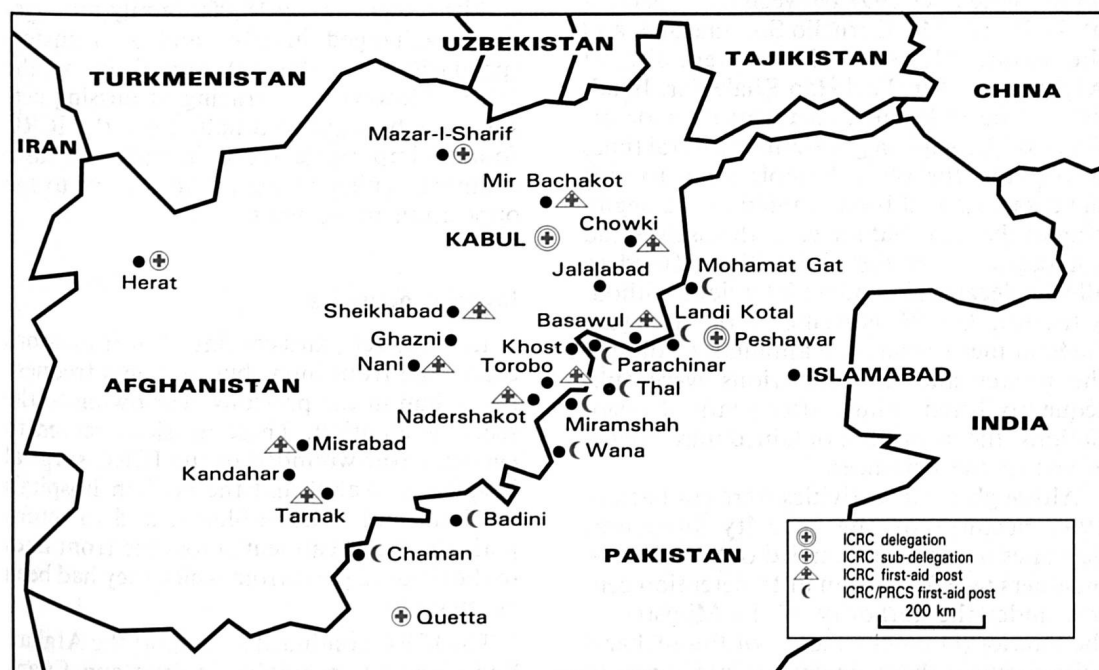 UZBEKISTAN
TAJIKISTAN
TURKMENISTAN
CHINA
IRAN
Mazar-I-Sharif
Mir Bachakot
Chowki
KABUL
Jalalabad
Mohamat Gat
Herat
Sheikhabad
Basawul
Landi Kotal
Ghazni
Khost
Peshawar
Nani
Torobo
Parachinar
AFGHANISTAN
Thal
ISLAMABAD
Nadershakot
Miramshah
INDIA
Misrabad
Wana
Kandahar
Tarnak
Badini
PAKISTAN
Chaman
Quetta
ICRC delegation
ICRC sub-delegation
ICRC first-aid post
ICRC/PRCS first-aid post
200 km